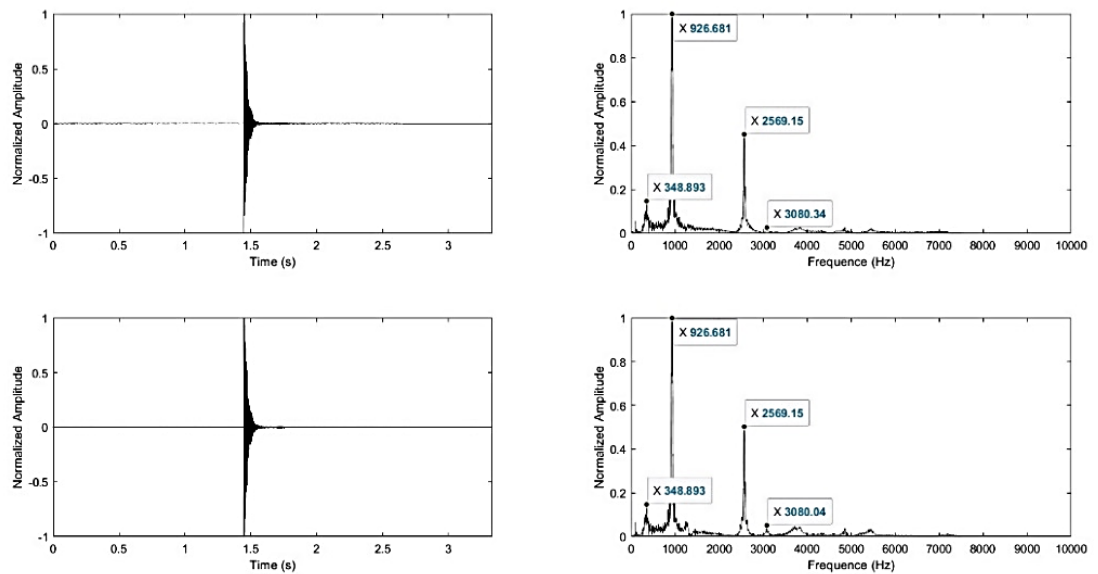 1
0.5
0
-0.5
-1
Normalized Amplitude
0 0.5 1 1.5 2 2.5 3
Time (s)
1
0.8
0.6
0.4
0.2
0
Normalized Amplitude
X 926.681
X 2569.15
X 348.893
X 3080.34
0 1000 2000 3000 4000 5000 6000 7000 8000 9000 10000
Frequence (Hz)
1
0.5
0
-0.5
-1
Normalized Amplitude
0 0.5 1 1.5 2 2.5 3
Time (s)
1
0.8
0.6
0.4
0.2
0
Normalized Amplitude
X 926.681
X 2569.15
X 348.893
X 3080.04
0 1000 2000 3000 4000 5000 6000 7000 8000 9000 10000
Frequence (Hz)